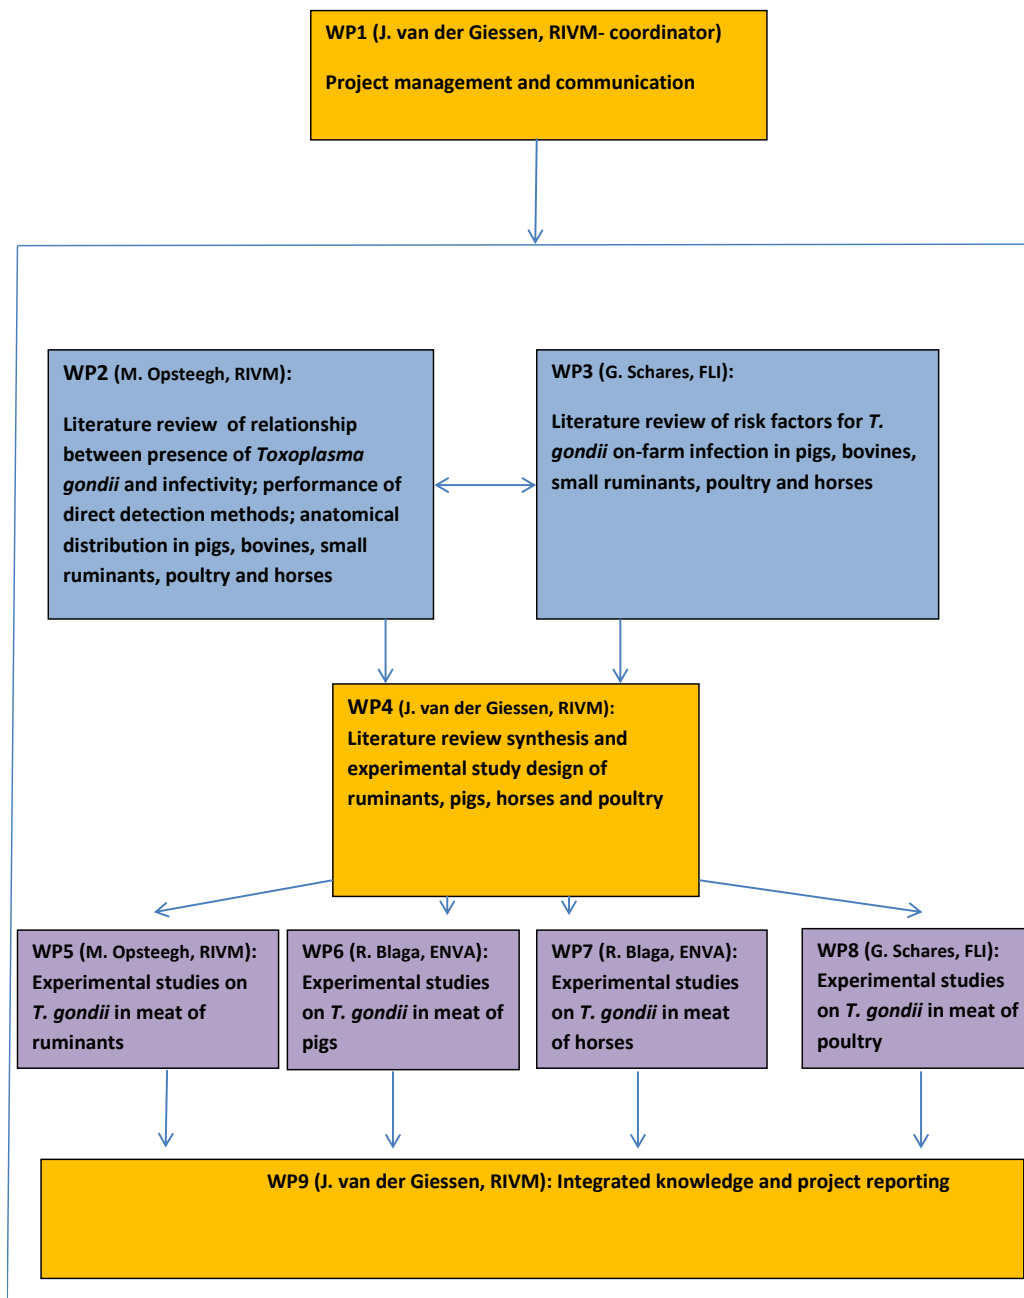 WP1 (J. van der Giessen, RIVM- coordinator)
Project management and communication
WP2 (M. Opsteegh, RIVM):
Literature review of relationship
between presence of Toxoplasma
gondii and infectivity; performance of
direct detection methods; anatomical
distribution in pigs, bovines, small
ruminants, poultry and horses
WP3 (G. Schares, FLI):
Literature review of risk factors for T.
gondii on-farm infection in pigs, bovines,
small ruminants, poultry and horses
WP4 (J. van der Giessen, RIVM):
Literature review synthesis and
experimental study design of
ruminants, pigs, horses and poultry
WP5 (M. Opsteegh, RIVM):
Experimental studies on
T. gondii in meat of
ruminants
WP6 (R. Blaga, ENVA):
Experimental studies
on T. gondii in meat of
pigs
WP7 (R. Blaga, ENVA):
Experimental studies
on T. gondii in meat
of horses
WP8 (G. Schares, FLI):
Experimental studies
on T. gondii in meat of
poultry
WP9 (J. van der Giessen, RIVM): Integrated knowledge and project reporting